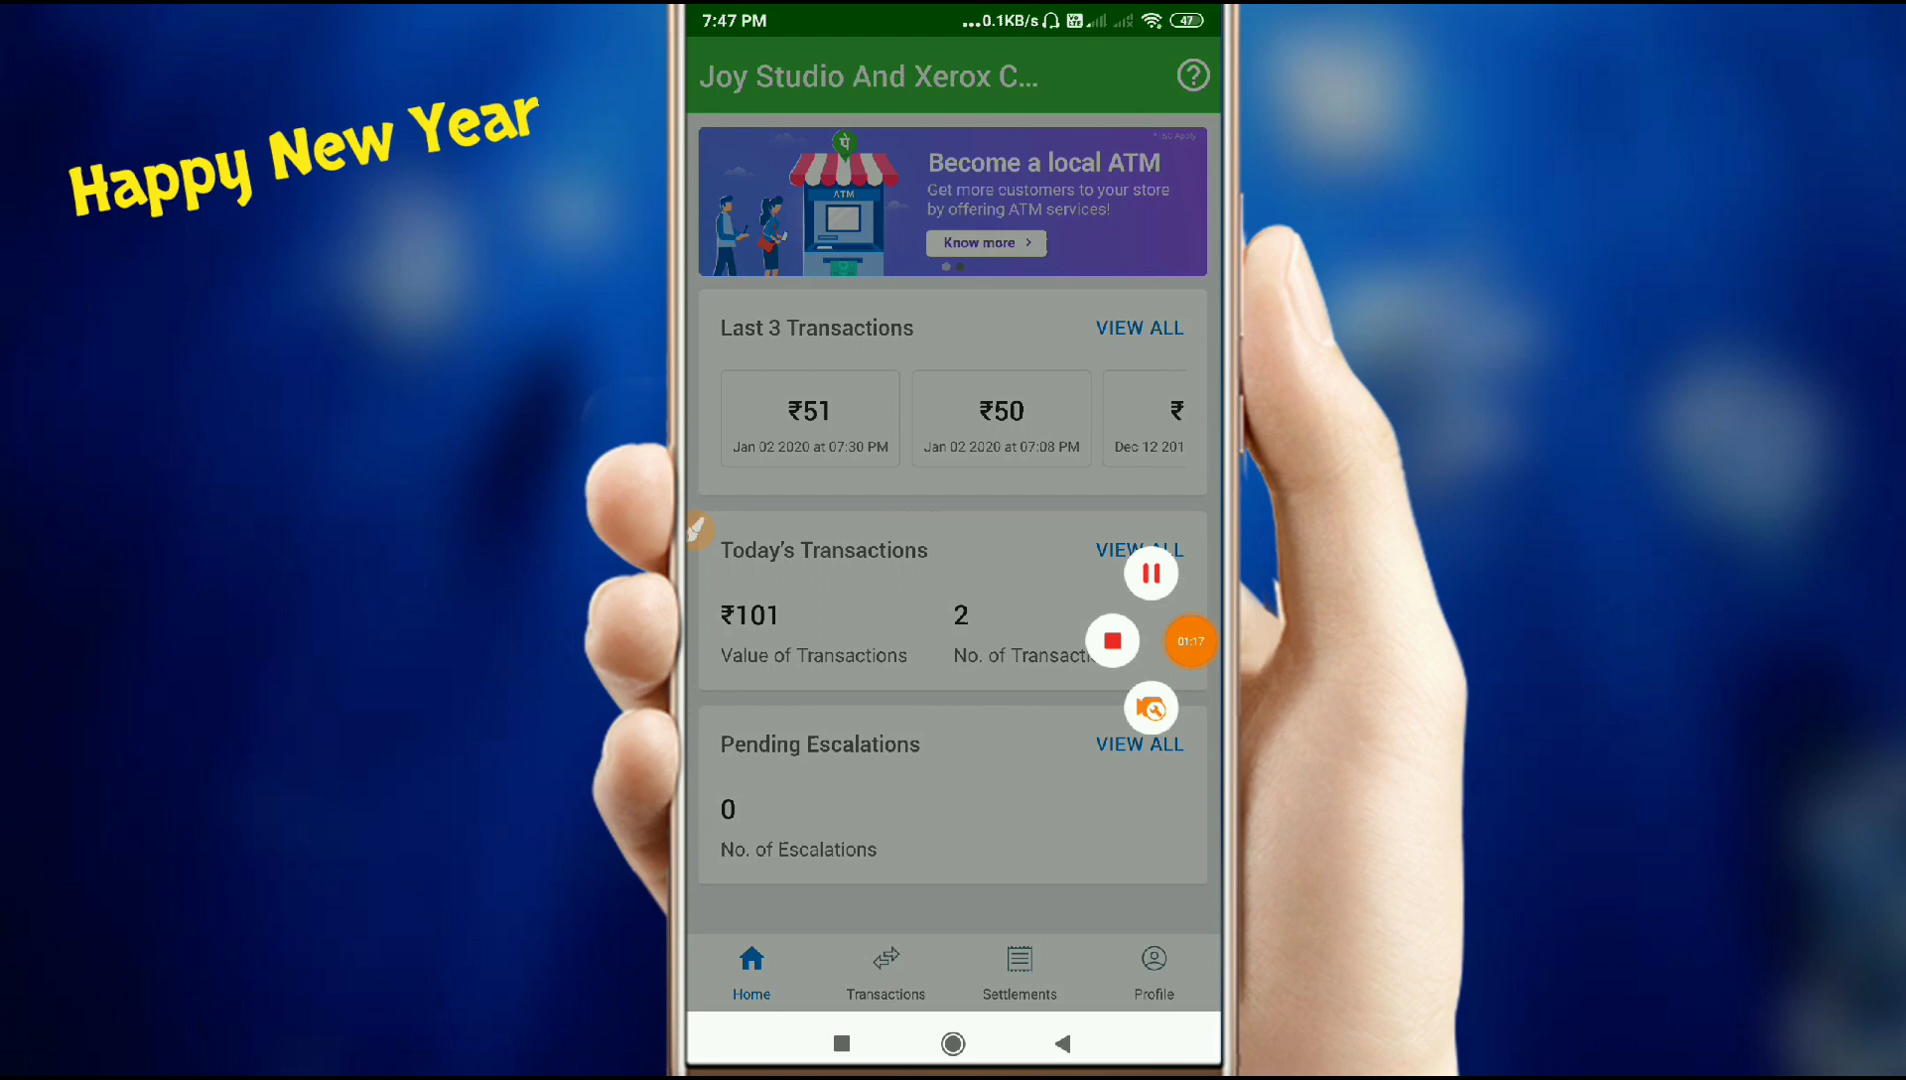 7:47 PM
...0.1KB/s
47
Joy Studio And Xerox C...
?
Happy New Year
पे
ATM
Become a local ATM
Get more customers to your store
by offering ATM services!
Know more >
Last 3 Transactions
VIEW ALL
₹51
Jan 02 2020 at 07:30 PM
₹50
Jan 02 2020 at 07:08 PM
₹
Dec 12 201
Today's Transactions
VIEW ALL
₹101
2
Value of Transactions
No. of Transacti
01:17
Pending Escalations
VIEW ALL
0
No. of Escalations
Home
Transactions
Settlements
Profile